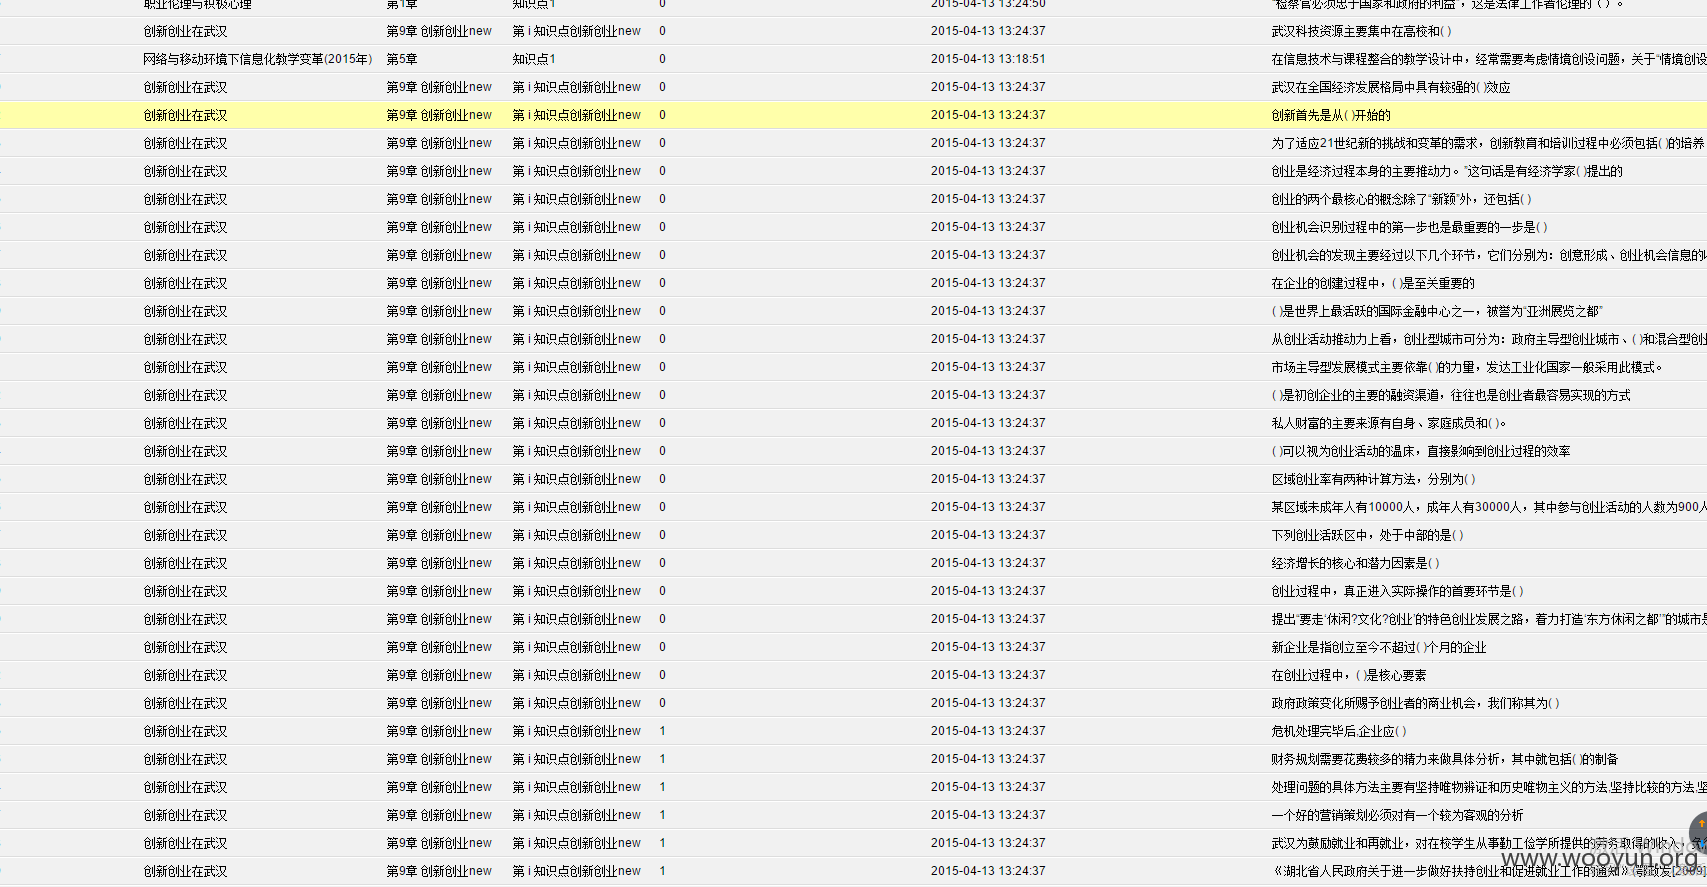 职业伦理与积极心理 第1章 知识点1 0 2015-04-13 13:24:50 “检察官必须忠于国家和政府的利益”，这是法律工作者伦理的（ ）。
创新创业在武汉 第9章 创新创业new 第 i 知识点创新创业new 0 2015-04-13 13:24:37 武汉科技资源主要集中在高校和( )
网络与移动环境下信息化教学变革(2015年) 第5章 知识点1 0 2015-04-13 13:18:51 在信息技术与课程整合的教学设计中，经常需要考虑情境创设问题，关于“情境创设
创新创业在武汉 第9章 创新创业new 第 i 知识点创新创业new 0 2015-04-13 13:24:37 武汉在全国经济发展格局中具有较强的( )效应
创新创业在武汉 第9章 创新创业new 第 i 知识点创新创业new 0 2015-04-13 13:24:37 创新首先是从( )开始的
创新创业在武汉 第9章 创新创业new 第 i 知识点创新创业new 0 2015-04-13 13:24:37 为了适应21世纪新的挑战和变革的需求，创新教育和培训过程中必须包括( )的培养
创新创业在武汉 第9章 创新创业new 第 i 知识点创新创业new 0 2015-04-13 13:24:37 创业是经济过程本身的主要推动力。”这句话是有经济学家( )提出的
创新创业在武汉 第9章 创新创业new 第 i 知识点创新创业new 0 2015-04-13 13:24:37 创业的两个最核心的概念除了“新颖”外，还包括( )
创新创业在武汉 第9章 创新创业new 第 i 知识点创新创业new 0 2015-04-13 13:24:37 创业机会识别过程中的第一步也是最重要的一步是( )
创新创业在武汉 第9章 创新创业new 第 i 知识点创新创业new 0 2015-04-13 13:24:37 创业机会的发现主要经过以下几个环节，它们分别为：创意形成、创业机会信息的
创新创业在武汉 第9章 创新创业new 第 i 知识点创新创业new 0 2015-04-13 13:24:37 在企业的创建过程中，( )是至关重要的
创新创业在武汉 第9章 创新创业new 第 i 知识点创新创业new 0 2015-04-13 13:24:37 ( )是世界上最活跃的国际金融中心之一，被誉为“亚洲展览之都”
创新创业在武汉 第9章 创新创业new 第 i 知识点创新创业new 0 2015-04-13 13:24:37 从创业活动推动力上看，创业型城市可分为：政府主导型创业城市、( )和混合型创
创新创业在武汉 第9章 创新创业new 第 i 知识点创新创业new 0 2015-04-13 13:24:37 市场主导型发展模式主要依靠( )的力量，发达工业化国家一般采用此模式。
创新创业在武汉 第9章 创新创业new 第 i 知识点创新创业new 0 2015-04-13 13:24:37 ( )是初创企业的主要的融资渠道，往往也是创业者最容易实现的方式
创新创业在武汉 第9章 创新创业new 第 i 知识点创新创业new 0 2015-04-13 13:24:37 私人财富的主要来源有自身、家庭成员和( )。
创新创业在武汉 第9章 创新创业new 第 i 知识点创新创业new 0 2015-04-13 13:24:37 ( )可以视为创业活动的温床，直接影响到创业过程的效率
创新创业在武汉 第9章 创新创业new 第 i 知识点创新创业new 0 2015-04-13 13:24:37 区域创业率有两种计算方法，分别为( )
创新创业在武汉 第9章 创新创业new 第 i 知识点创新创业new 0 2015-04-13 13:24:37 某区域未成年人有10000人，成年人有30000人，其中参与创业活动的人数为900人
创新创业在武汉 第9章 创新创业new 第 i 知识点创新创业new 0 2015-04-13 13:24:37 下列创业活跃区中，处于中部的是( )
创新创业在武汉 第9章 创新创业new 第 i 知识点创新创业new 0 2015-04-13 13:24:37 经济增长的核心和潜力因素是( )
创新创业在武汉 第9章 创新创业new 第 i 知识点创新创业new 0 2015-04-13 13:24:37 创业过程中，真正进入实际操作的首要环节是( )
创新创业在武汉 第9章 创新创业new 第 i 知识点创新创业new 0 2015-04-13 13:24:37 提出“要走‘休闲?文化?创业’的特色创业发展之路，着力打造‘东方休闲之都’”的城市是
创新创业在武汉 第9章 创新创业new 第 i 知识点创新创业new 0 2015-04-13 13:24:37 新企业是指创立至今不超过( )个月的企业
创新创业在武汉 第9章 创新创业new 第 i 知识点创新创业new 0 2015-04-13 13:24:37 在创业过程中，( )是核心要素
创新创业在武汉 第9章 创新创业new 第 i 知识点创新创业new 0 2015-04-13 13:24:37 政府政策变化所赐予创业者的商业机会，我们称其为( )
创新创业在武汉 第9章 创新创业new 第 i 知识点创新创业new 1 2015-04-13 13:24:37 危机处理完毕后,企业应( )
创新创业在武汉 第9章 创新创业new 第 i 知识点创新创业new 1 2015-04-13 13:24:37 财务规划需要花费较多的精力来做具体分析，其中就包括( )的制备
创新创业在武汉 第9章 创新创业new 第 i 知识点创新创业new 1 2015-04-13 13:24:37 处理问题的具体方法主要有坚持唯物辨证和历史唯物主义的方法,坚持比较的方法,坚
创新创业在武汉 第9章 创新创业new 第 i 知识点创新创业new 1 2015-04-13 13:24:37 一个好的营销策划必须对有一个较为客观的分析
创新创业在武汉 第9章 创新创业new 第 i 知识点创新创业new 1 2015-04-13 13:24:37 武汉为鼓励就业和再就业，对在校学生从事勤工俭学所提供的劳务取得的收入，免
创新创业在武汉 第9章 创新创业new 第 i 知识点创新创业new 1 2015-04-13 13:24:37 《湖北省人民政府关于进一步做好扶持创业和促进就业工作的通知》
www.wooyun.org